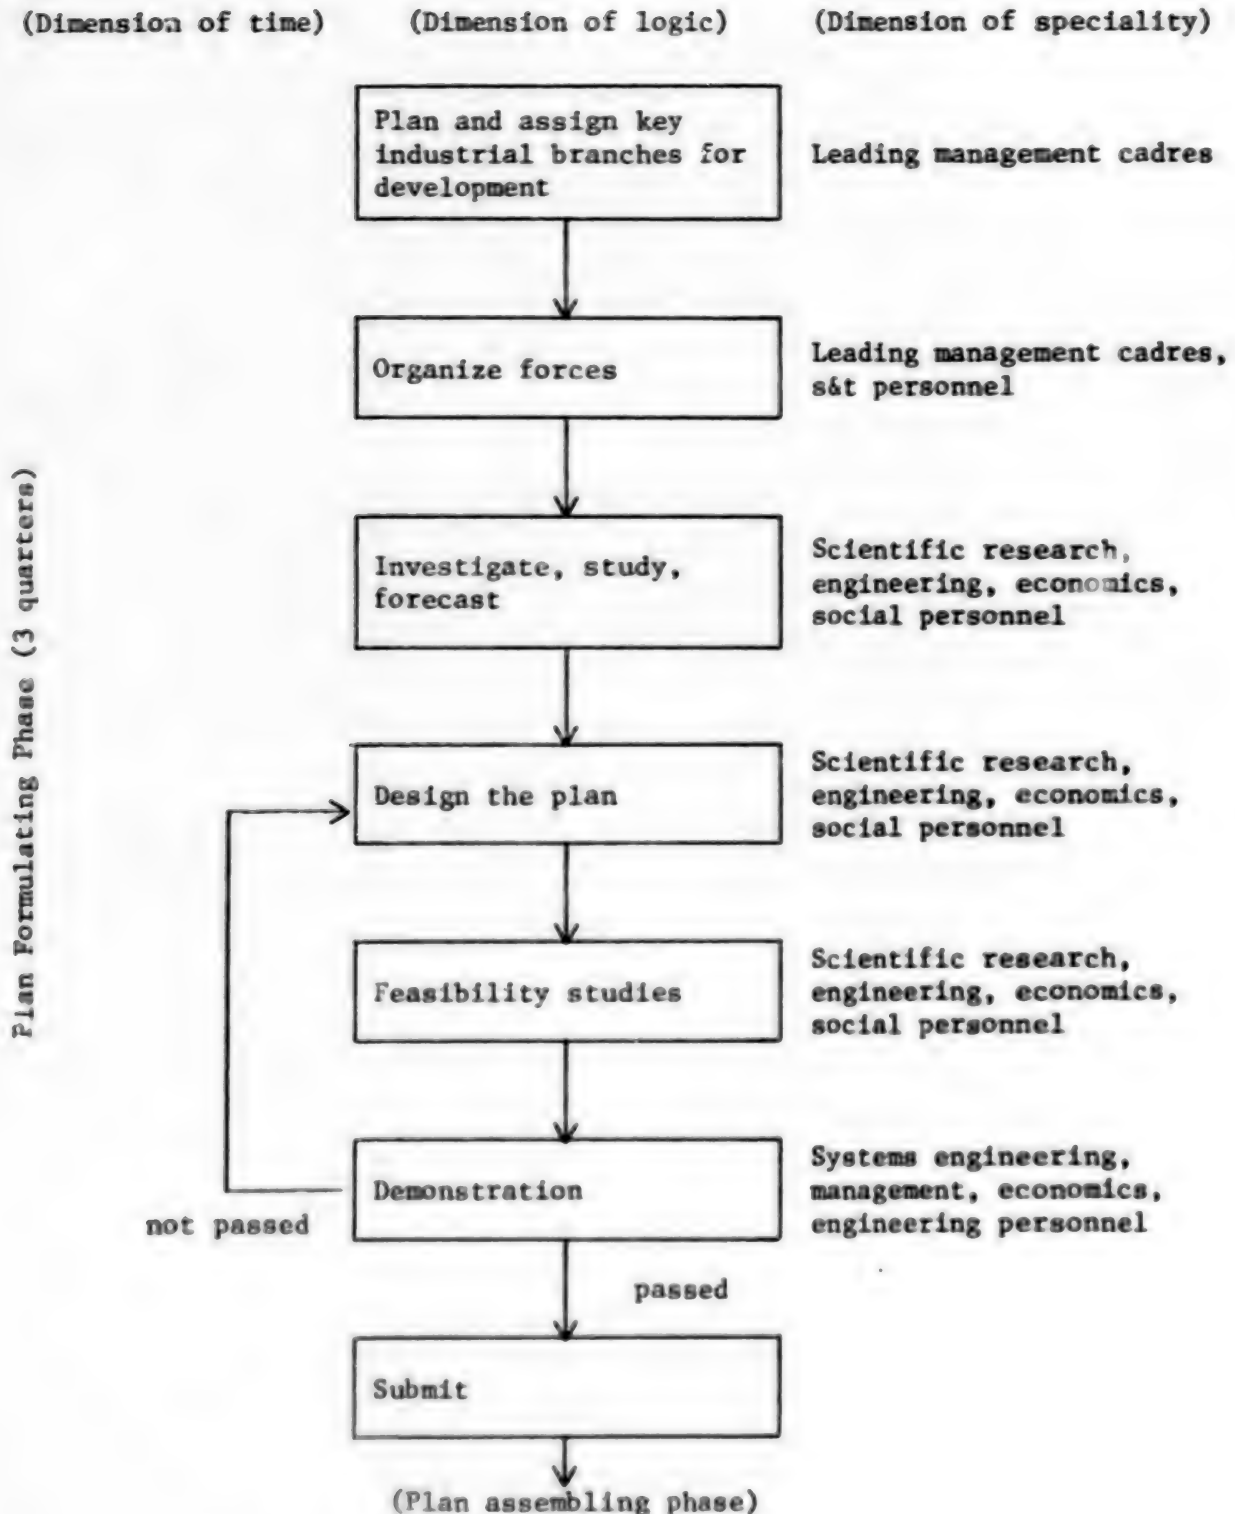 (Dimension of time)
(Dimension of logic)
(Dimension of speciality)
Plan and assign key
industrial branches for
development
Leading management cadres
Organize forces
Leading management cadres,
s&t personnel
Plan Formulating Phase (3 quarters)
Investigate, study,
forecast
Scientific research,
engineering, economics,
social personnel
Design the plan
Scientific research,
engineering, economics,
social personnel
Feasibility studies
Scientific research,
engineering, economics,
social personnel
Demonstration
Systems engineering,
management, economics,
engineering personnel
not passed
passed
Submit
(Plan assembling phase)